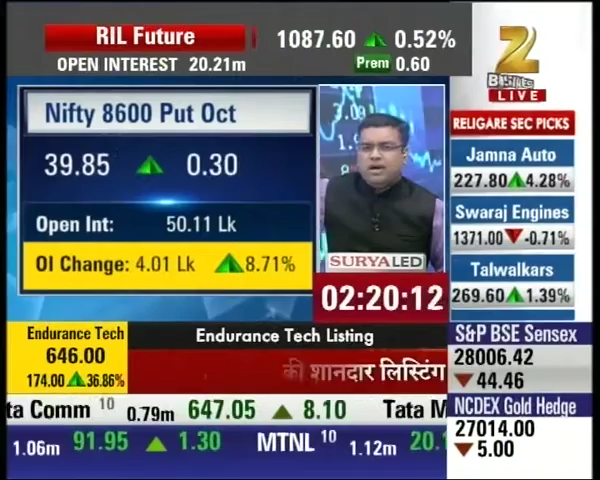 RIL Future
1087.60 0.52%
OPEN INTEREST 20.21m
Prem 0.60
LIVE
Nifty 8600 Put Oct
39.85 0.30
Open Int: 50.11 Lk
OI Change: 4.01 Lk 8.71%
SURYA LED
02:20:12
RELIGARE SEC PICKS
Jamna Auto
227.80 4.28%
Swaraj Engines
1371.00 -0.71%
Talwalkars
269.60 1.39%
Endurance Tech
646.00
174.00 36.86%
Endurance Tech Listing
की शानदार लिस्टिंग
S&P BSE Sensex
28006.42
44.46
NCDEX Gold Hedge
27014.00
5.00
ta Comm 10 0.79m 647.05 8.10 Tata M
1.06m 91.95 1.30 MTNL 10 1.12m 20.1